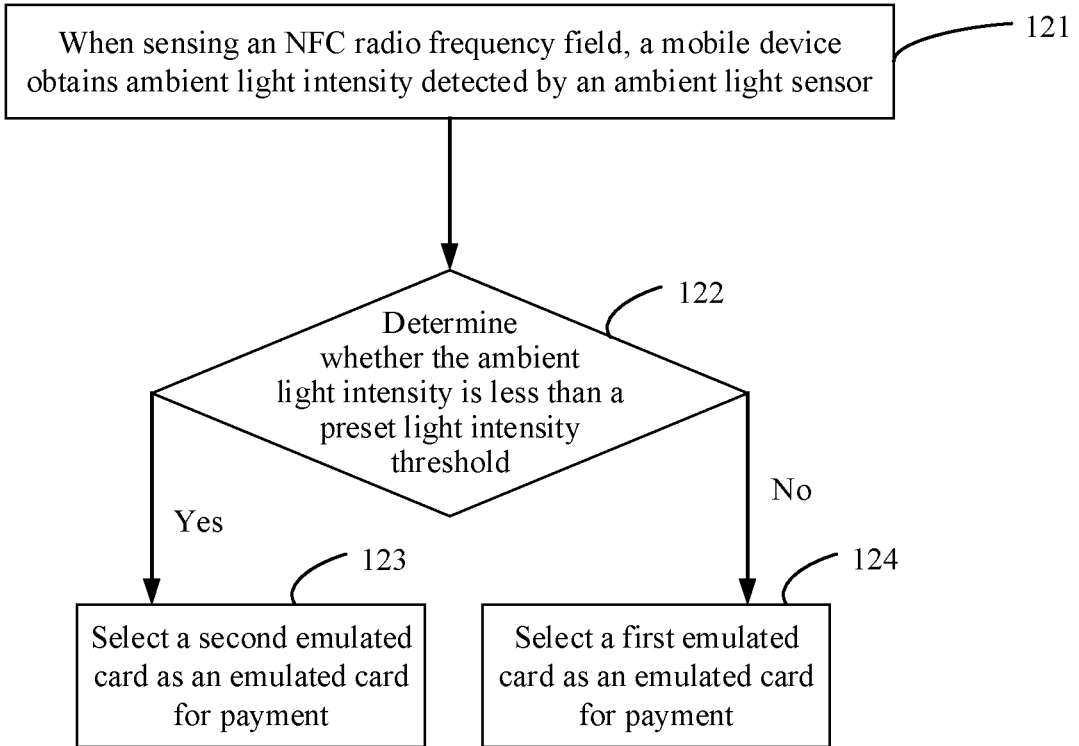 When sensing an NFC radio frequency field, a mobile device
obtains ambient light intensity detected by an ambient light sensor
121
Determine
whether the ambient
light intensity is less than a
preset light intensity
threshold
122
Yes
No
123
124
Select a second emulated
card as an emulated card
for payment
Select a first emulated
card as an emulated card
for payment